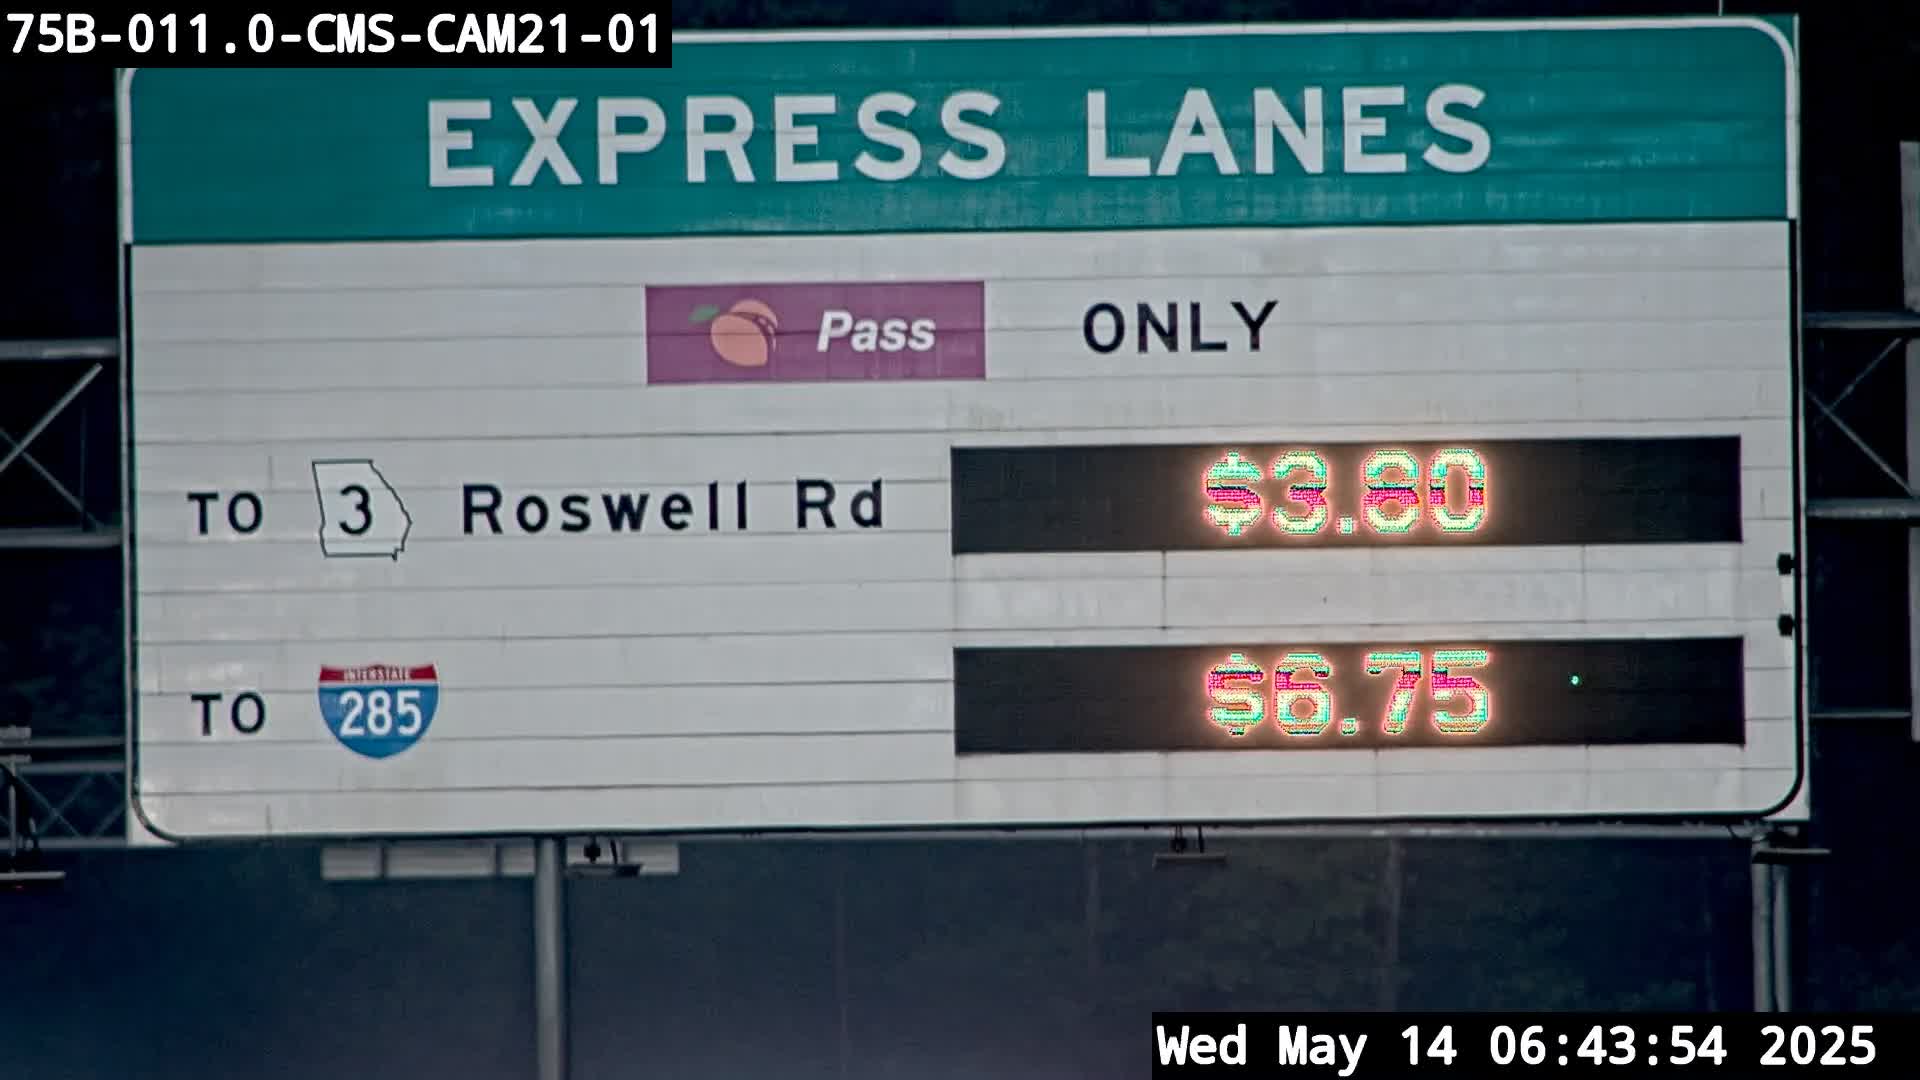 75B-011.0-CMS-CAM21-01
EXPRESS LANES
Pass ONLY
TO 3 Roswell Rd $3.80
INTERSTATE
TO 285 $6.75
Wed May 14 06:43:54 2025